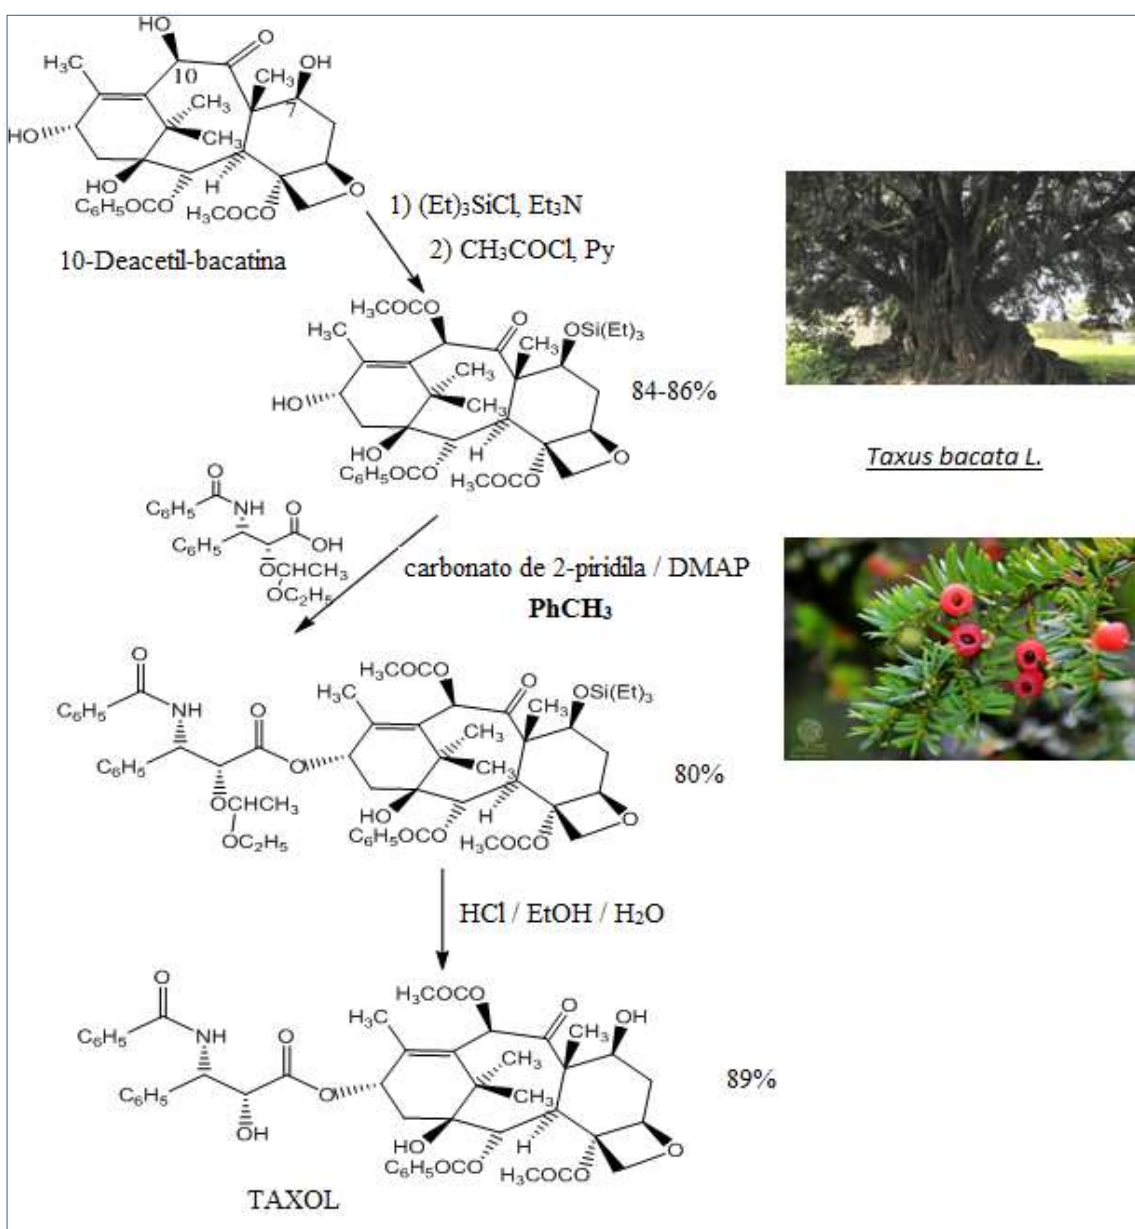 HO
O
H₃C
10
CH₃
OH
7
CH₃
CH₃
HO
HO
H
C₆H₅OCO
H₃COCO
O
10-Deacetil-bacatina
1) (Et)₃SiCl, Et₃N
2) CH₃COCl, Py
H₃COCO
O
OSi(Et)₃
H₃C
CH₃
CH₃
CH₃
HO
HO
H
C₆H₅OCO
H₃COCO
O
84-86%
Taxus bacata L.
O
C₆H₅
NH
O
C₆H₅
OH
OCHCH₃
OC₂H₅
carbonato de 2-piridila / DMAP
PhCH₃
H₃COCO
O
OSi(Et)₃
H₃C
CH₃
CH₃
CH₃
O
C₆H₅
NH
O
C₆H₅
O
OCHCH₃
OC₂H₅
HO
H
C₆H₅OCO
H₃COCO
O
80%
HCl / EtOH / H₂O
H₃COCO
O
OH
H₃C
CH₃
CH₃
CH₃
O
C₆H₅
NH
O
C₆H₅
O
OH
HO
H
C₆H₅OCO
H₃COCO
O
89%
TAXOL